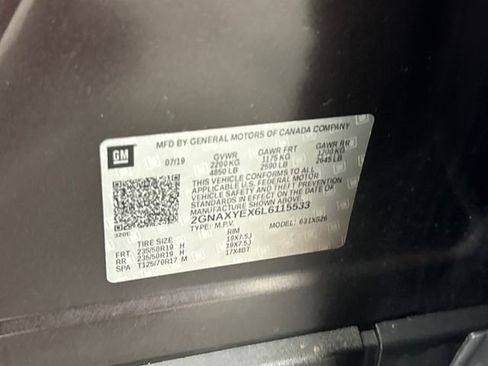 MFD BY GENERAL MOTORS OF CANADA COMPANY
GM 07/19 GVWR GAWR FRT GAWR RR
2200 KG 1175 KG 1200 KG
4850 LB 2590 LB 2645 LB
THIS VEHICLE CONFORMS TO ALL
APPLICABLE U.S. FEDERAL MOTOR
VEHICLE SAFETY AND THEFT PREVENTION
STANDARDS IN EFFECT ON THE DATE OF
MANUFACTURE SHOWN ABOVE.
2GNAXYEX6L6115533
TYPE: M.P.V. MODEL: 631XS26
TIRE SIZE RIM
FRT 235/50R19 H 19X7.5J
RR 235/50R19 H 19X7.5J
SPA T125/70R17 M 17X4BT